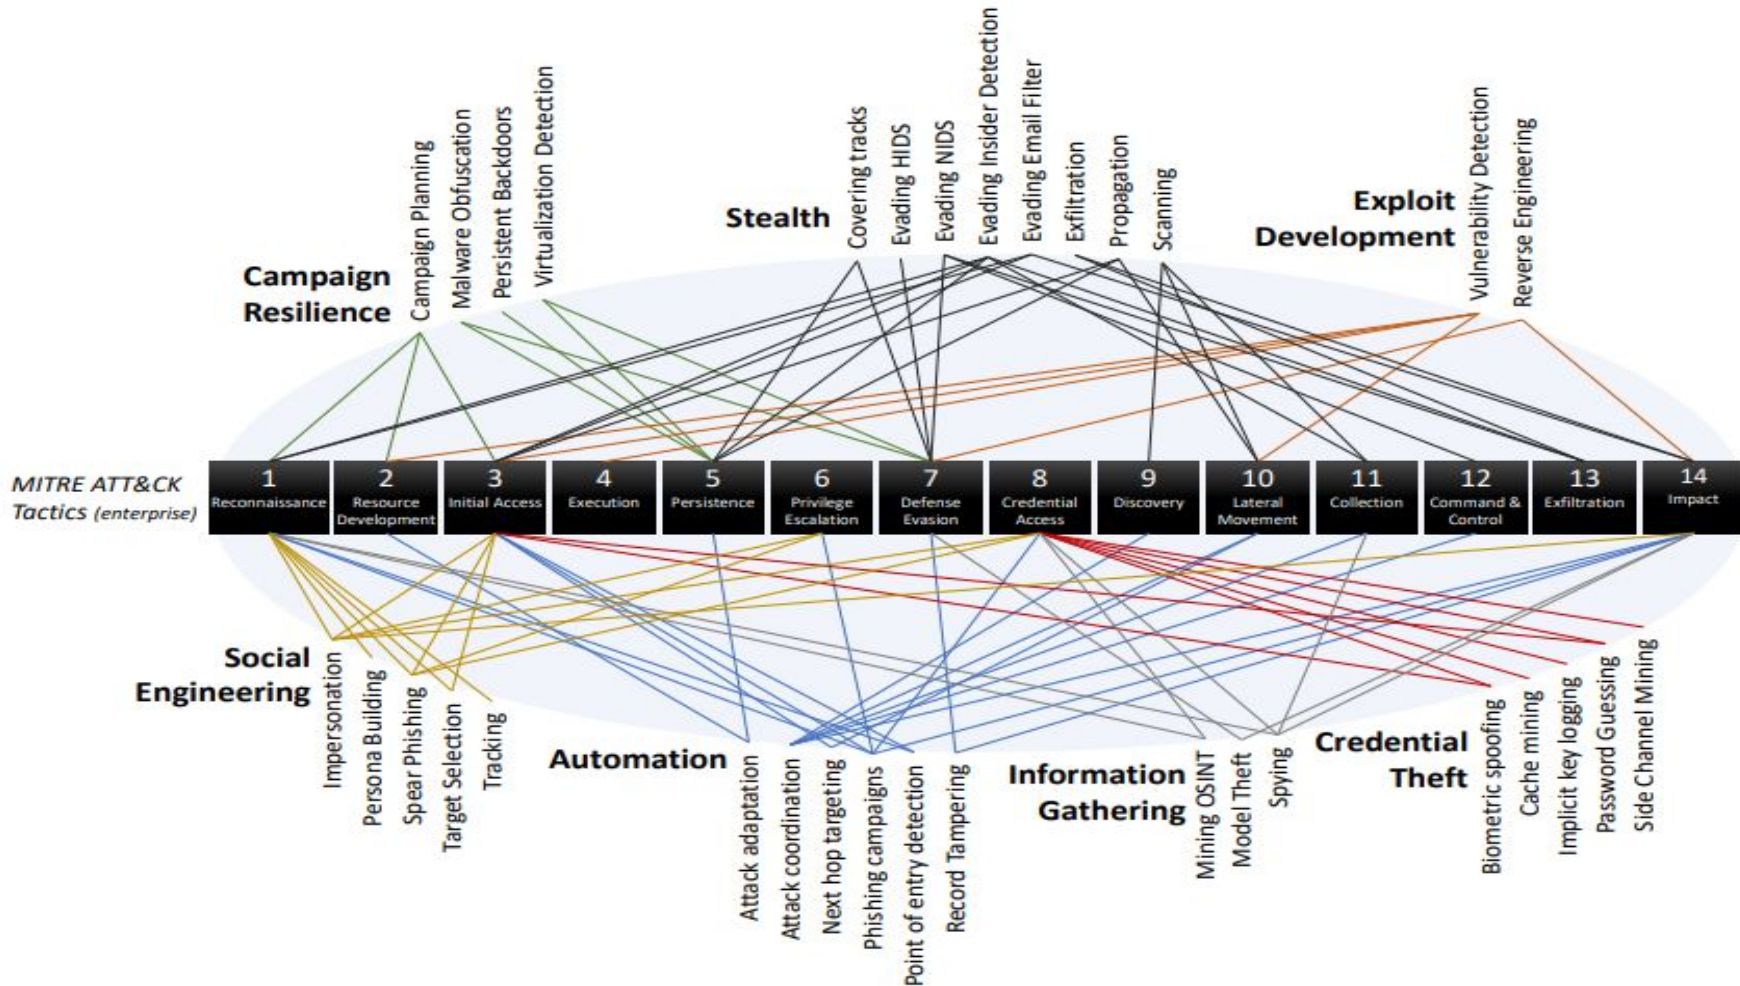 Campaign
Resilience
Campaign Planning
Malware Obfuscation
Persistent Backdoors
Virtualization Detection
Stealth
Covering tracks
Evading HIDS
Evading NIDS
Evading Insider Detection
Evading Email Filter
Exfiltration
Propagation
Scanning
Exploit
Development
Vulnerability Detection
Reverse Engineering
MITRE ATT&CK
Tactics (enterprise)
1
Reconnaissance
2
Resource
Development
3
Initial Access
4
Execution
5
Persistence
6
Privilege
Escalation
7
Defense
Evasion
8
Credential
Access
9
Discovery
10
Lateral
Movement
11
Collection
12
Command &
Control
13
Exfiltration
14
Impact
Social
Engineering
Impersonation
Persona Building
Spear Phishing
Target Selection
Tracking
Automation
Attack adaptation
Attack coordination
Next hop targeting
Phishing campaigns
Point of entry detection
Record Tampering
Information
Gathering
Mining OSINT
Model Theft
Spying
Credential
Theft
Biometric spoofing
Cache mining
Implicit key logging
Password Guessing
Side Channel Mining